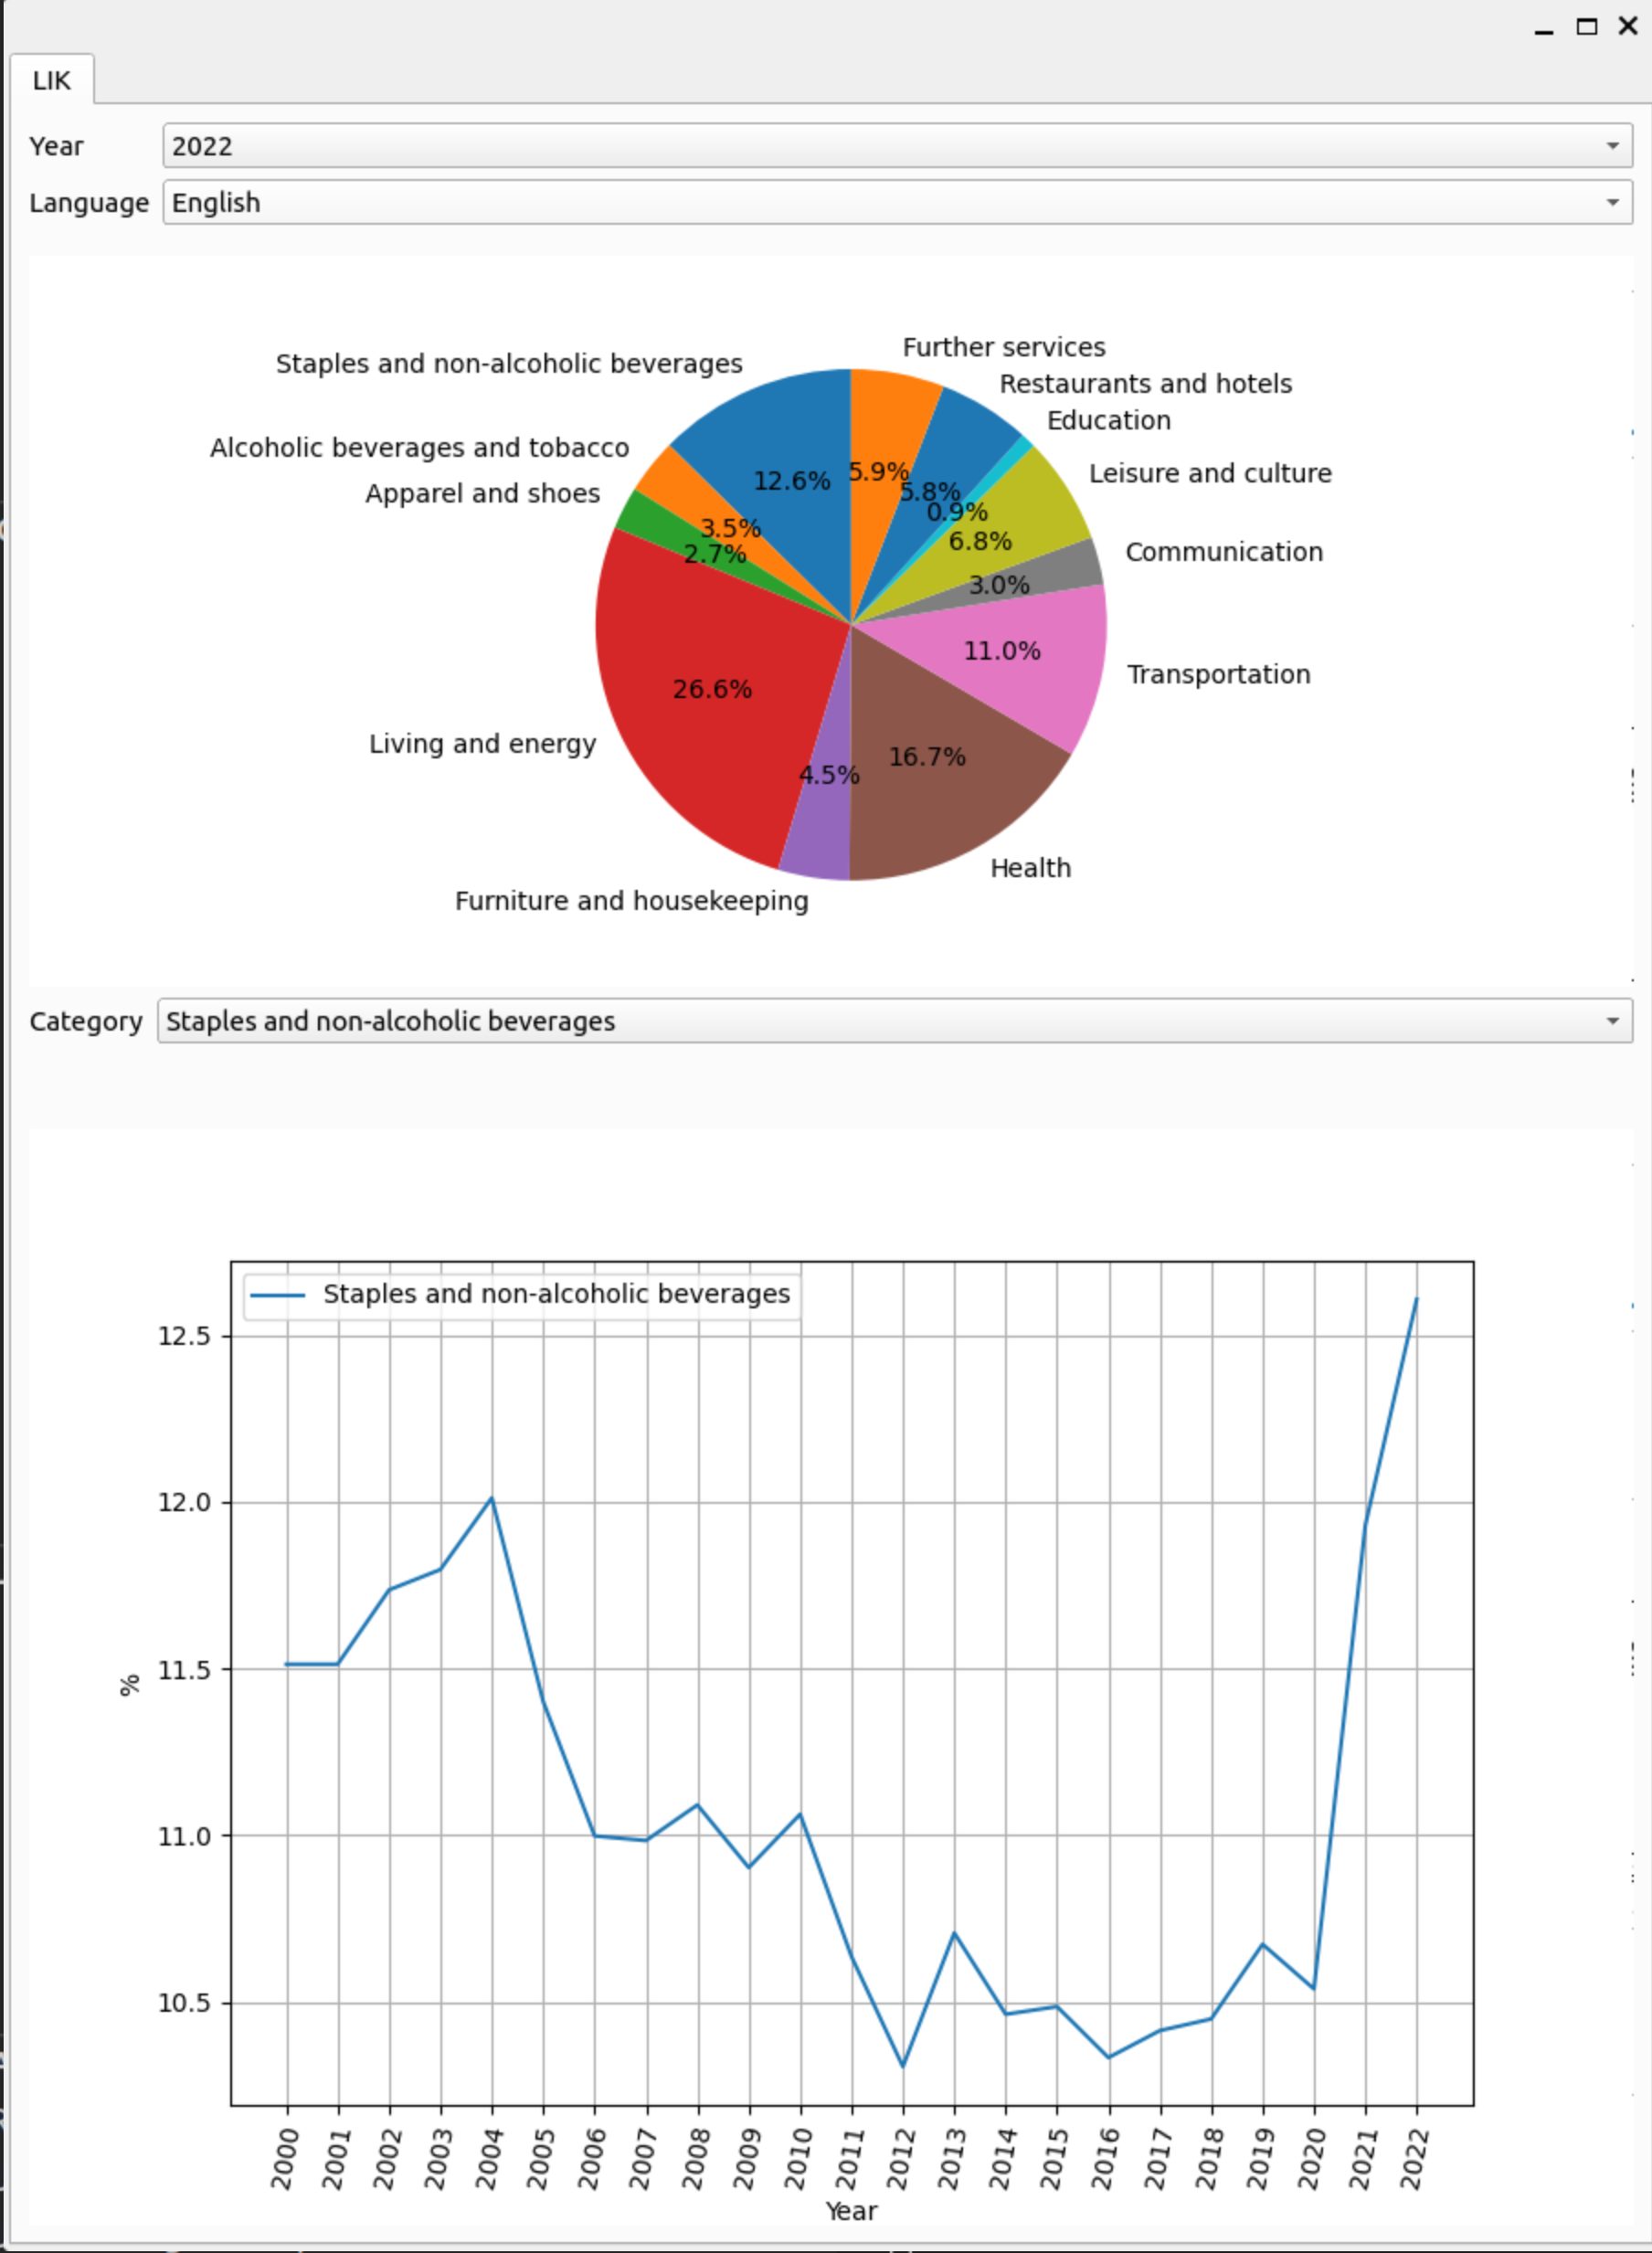 LIK
Year 2022
Language English
Further services
Staples and non-alcoholic beverages
Restaurants and hotels
Education
Alcoholic beverages and tobacco
Leisure and culture
5.9%
12.6%
5.8%
Apparel and shoes
0.9%
3.5%
6.8%
Communication
2.7%
3.0%
11.0%
Transportation
26.6%
Living and energy
16.7%
4.5%
Health
Furniture and housekeeping
Category Staples and non-alcoholic beverages
Staples and non-alcoholic beverages
12.5
12.0
11.5
%
11.0
10.5
2000 2001 2002 2003 2004 2005 2006 2007 2008 2009 2010 2011 2012 2013 2014 2015 2016 2017 2018 2019 2020 2021 2022
Year